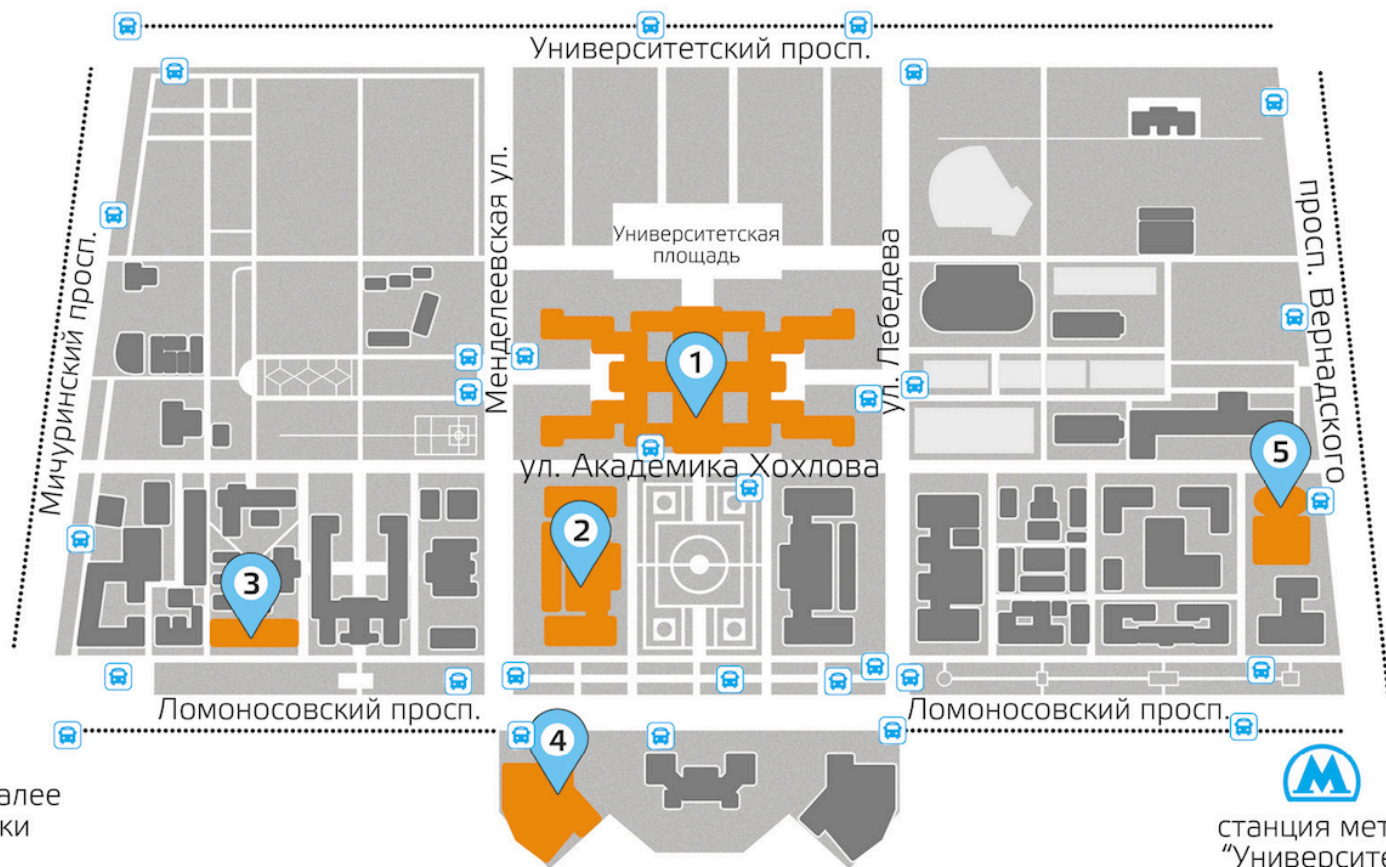 Университетский просп.
Мичуринский просп.
Менделеевская ул.
Университетская
площадь
ул. Лебедева
просп. Вернадского
1
ул. Академика Хохлова
5
2
3
Ломоносовский просп.
Ломоносовский просп.
4
М
станция
"Университе